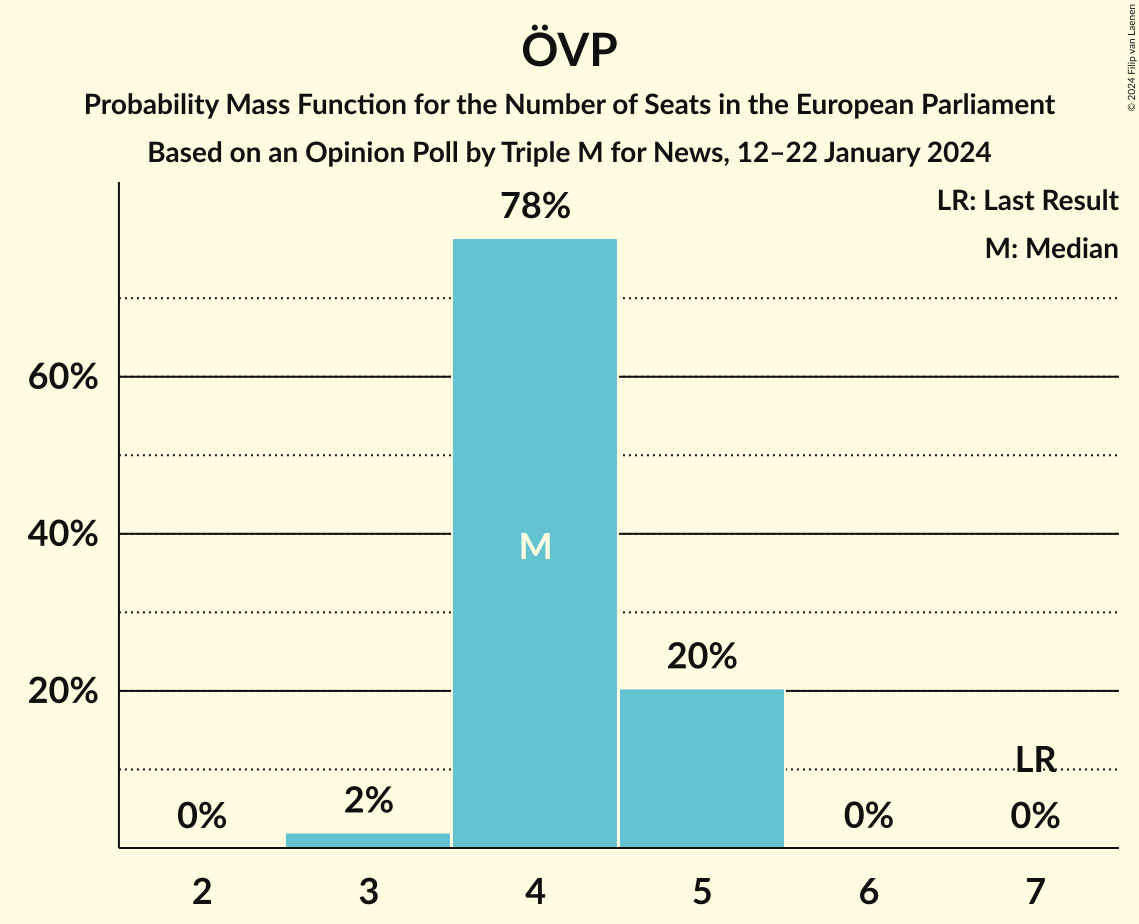 ÖVP
Probability Mass Function for the Number of Seats in the European Parliament
Based on an Opinion Poll by Triple M for News, 12–22 January 2024
© 2024 Filip van Laenen
LR: Last Result
M: Median
78%
60%
40%
20%
M
20%
LR
0%
2%
0%
0%
2
3
4
5
6
7